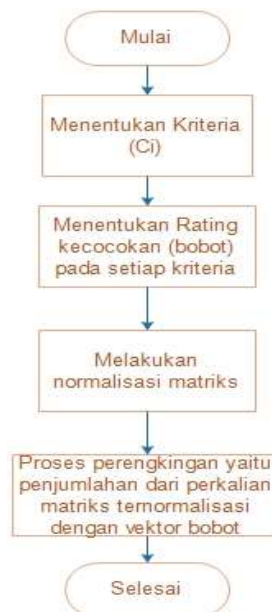 Mulai
Menentukan Kriteria
(Ci)
Menentukan Rating
kecocokan (bobot)
pada setiap kriteria
Melakukan
normalisasi matriks
Proses perengkingan yaitu
penjumlahan dari perkalian
matriks ternormalisasi
dengan vektor bobot
Selesai